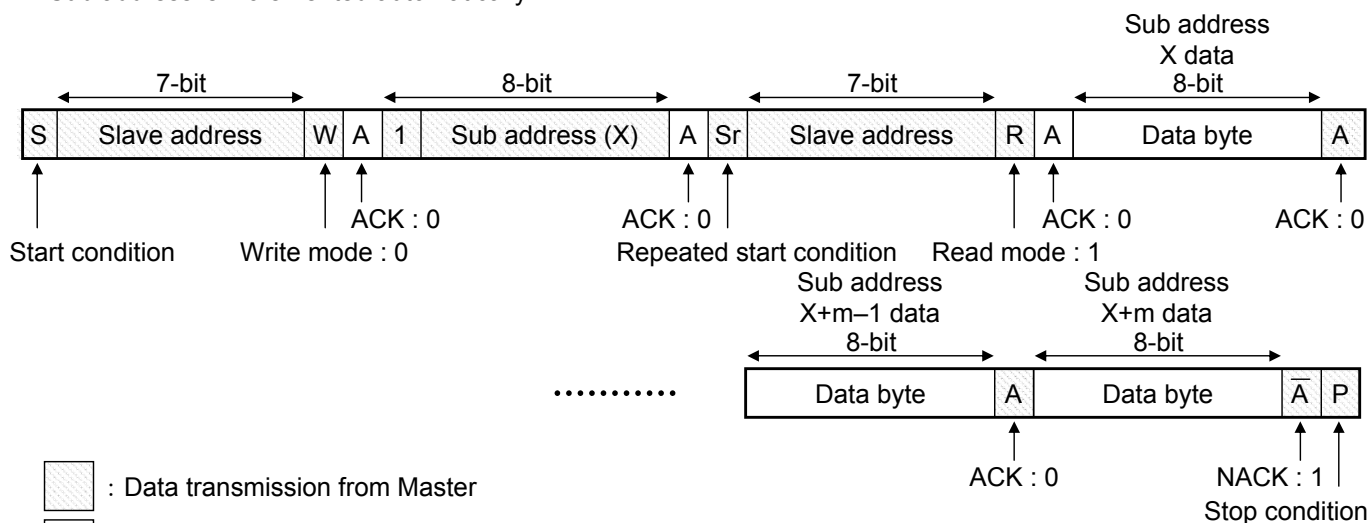 Sub address
X data
7-bit 8-bit 7-bit 8-bit
S Slave address W A 1 Sub address (X) A Sr Slave address R A Data byte A
ACK : 0 ACK : 0 ACK : 0 ACK : 0
Start condition Write mode : 0 Repeated start condition Read mode : 1
Sub address Sub address
X+m–1 data X+m data
8-bit 8-bit
........... Data byte A Data byte A̅ P
ACK : 0 NACK : 1
: Data transmission from Master
Stop condition